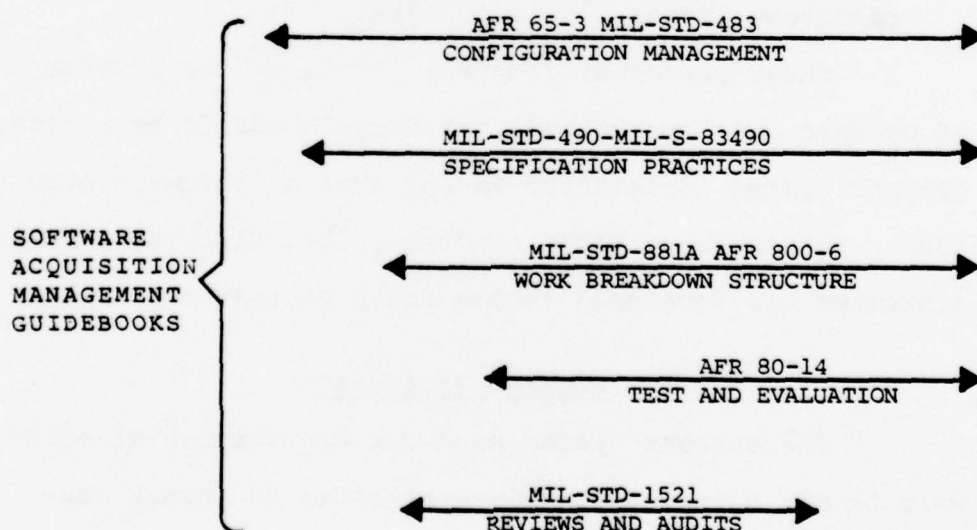 AFR 65-3 MIL-STD-483
CONFIGURATION MANAGEMENT
MIL-STD-490-MIL-S-83490
SPECIFICATION PRACTICES
SOFTWARE
ACQUISITION
MANAGEMENT
GUIDEBOOKS
MIL-STD-881A AFR 800-6
WORK BREAKDOWN STRUCTURE
AFR 80-14
TEST AND EVALUATION
MIL-STD-1521
REVIEWS AND AUDITS